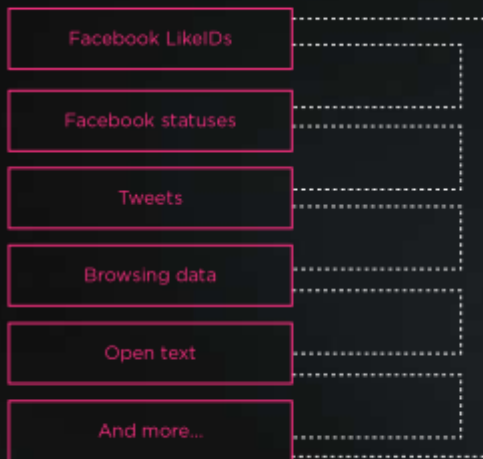 Facebook LikeIDs
Facebook statuses
Tweets
Browsing data
Open text
And more...